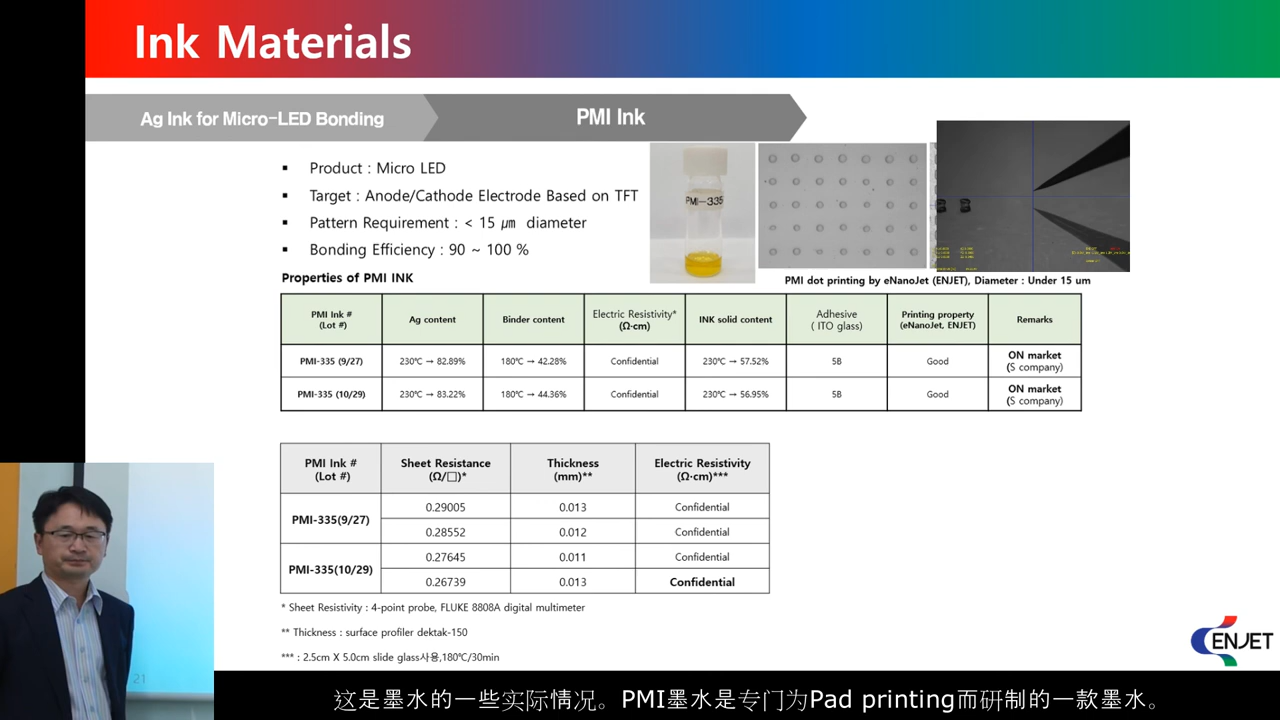 Ink Materials
Ag Ink for Micro-LED Bonding
PMI Ink
▪ Product : Micro LED
▪ Target : Anode/Cathode Electrode Based on TFT
▪ Pattern Requirement : < 15 ㎛ diameter
▪ Bonding Efficiency : 90 ~ 100 %
PMI-335
Properties of PMI INK
PMI dot printing by eNanoJet (ENJET), Diameter : Under 15 um
PMI Ink # (Lot #) Ag content Binder content Electric Resistivity* (Ω·cm) INK solid content Adhesive ( ITO glass) Printing property (eNanoJet, ENJET) Remarks
PMI-335 (9/27) 230℃ → 82.89% 180℃ → 42.28% Confidential 230℃ → 57.52% 5B Good ON market (S company)
PMI-335 (10/29) 230℃ → 83.22% 180℃ → 44.36% Confidential 230℃ → 56.95% 5B Good ON market (S company)
PMI Ink # (Lot #) Sheet Resistance (Ω/□)* Thickness (mm)** Electric Resistivity (Ω·cm)***
PMI-335(9/27) 0.29005 0.013 Confidential
0.28552 0.012 Confidential
PMI-335(10/29) 0.27645 0.011 Confidential
0.26739 0.013 Confidential
* Sheet Resistivity : 4-point probe, FLUKE 8808A digital multimeter
** Thickness : surface profiler dektak-150
*** : 2.5cm X 5.0cm slide glass사용,180℃/30min
ENJET
21
这是墨水的一些实际情况。PMI墨水是专门为Pad printing而研制的一款墨水。